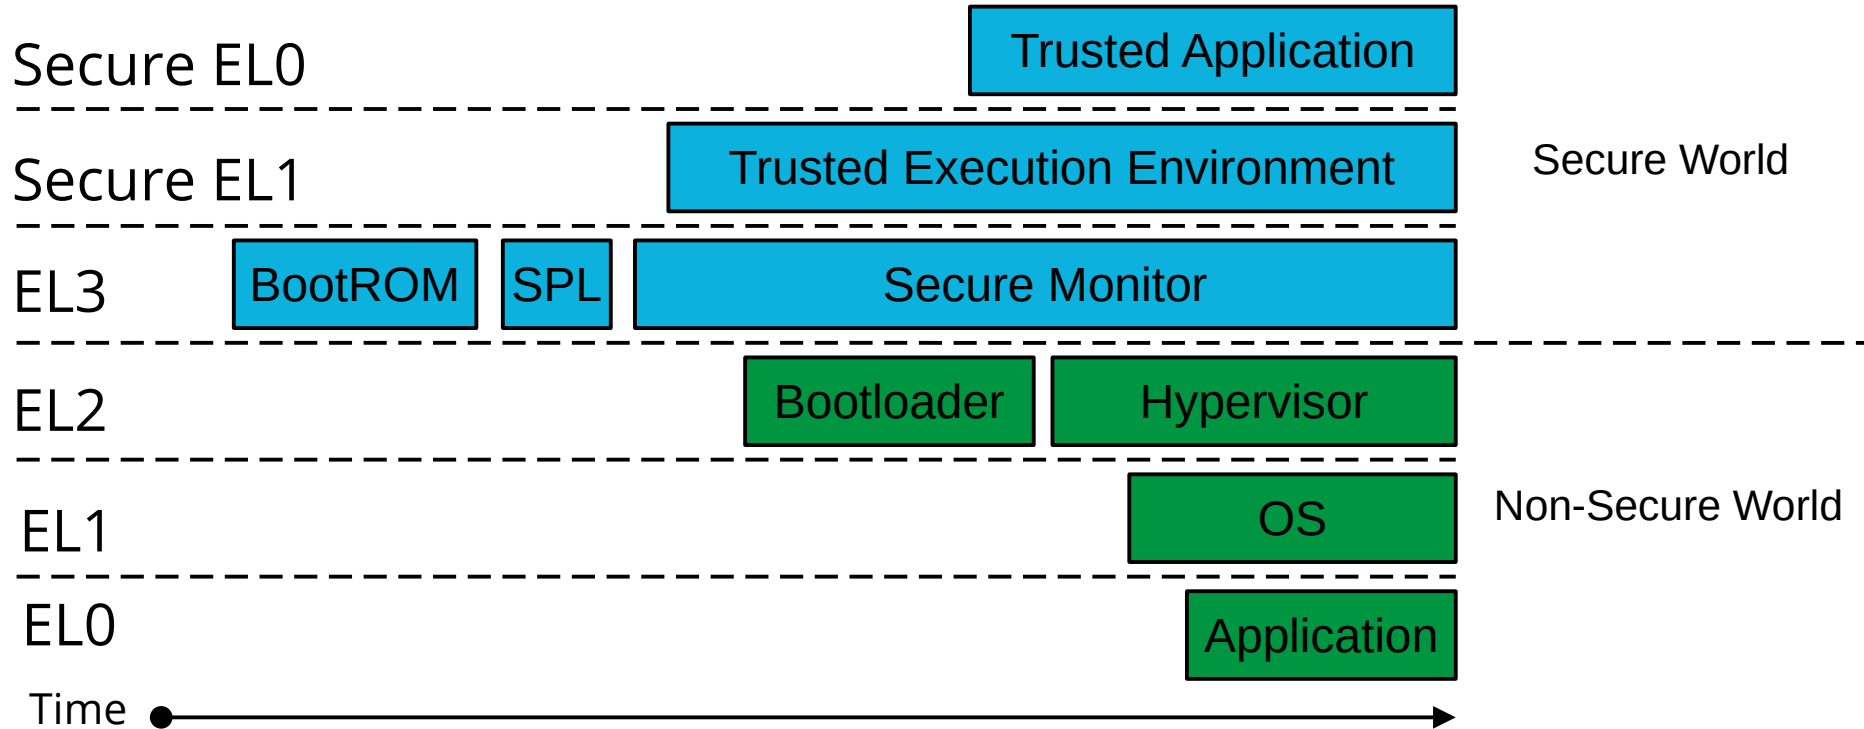 Secure EL0
Trusted Application
Secure EL1
Trusted Execution Environment
Secure World
EL3
BootROM
SPL
Secure Monitor
EL2
Bootloader
Hypervisor
EL1
OS
Non-Secure World
EL0
Application
Time